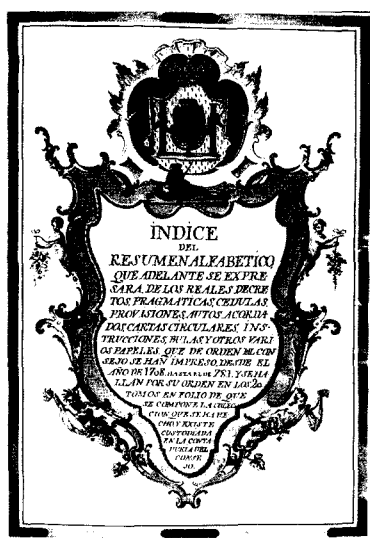 ÍNDICE
DEL
RESUMEN ALFABETICO,
QUE ADELANTE SE EXPRE
SARÁ, DE LOS REALES DECRE
TOS, PRAGMATICAS, CEDULAS,
PROVISIONES, AUTOS ACORDA
DOS, CARTAS CIRCULARES, INS-
TRUCCIONES, BULAS, Y OTROS VARI
OS PAPELES QUE DE ORDEN DEL CON
SEJO SE HAN IMPRESO, DESDE EL
AÑO DE 1708. HASTA EL DE 781. Y SE HA
LLAN POR SU ORDEN EN LOS 20
TOMOS EN FOLIO DE QUE
SE COMPONE LA COLEC
CION QUE SE HA HE
CHO Y EXISTE
CUSTODIADA
EN LA CONTA
DURIA DEL
CONSE
JO.